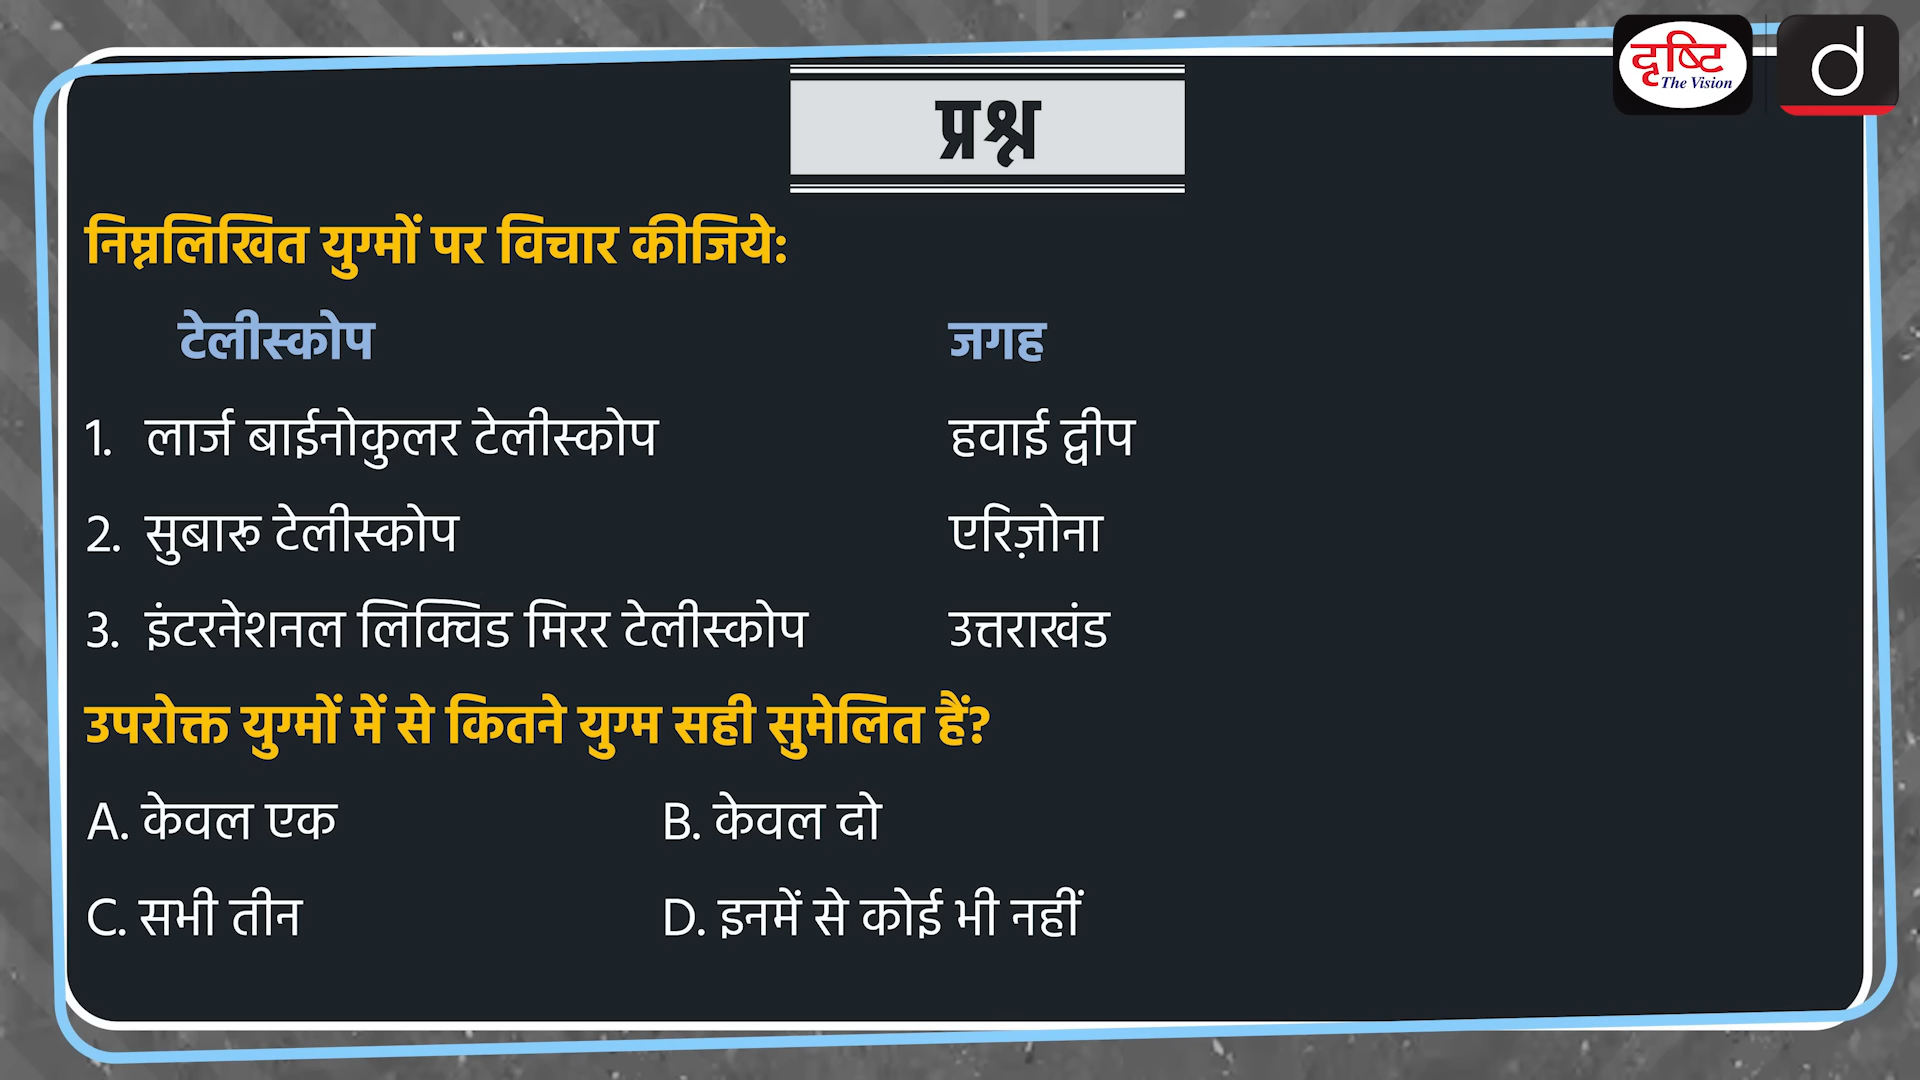 दृष्टि
The Vision
d
प्रश्न
निम्नलिखित युग्मों पर विचार कीजिये:
टेलीस्कोप जगह
1. लार्ज बाईनोकुलर टेलीस्कोप हवाई द्वीप
2. सुबारू टेलीस्कोप एरिज़ोना
3. इंटरनेशनल लिक्विड मिरर टेलीस्कोप उत्तराखंड
उपरोक्त युग्मों में से कितने युग्म सही सुमेलित हैं?
A. केवल एक B. केवल दो
C. सभी तीन D. इनमें से कोई भी नहीं